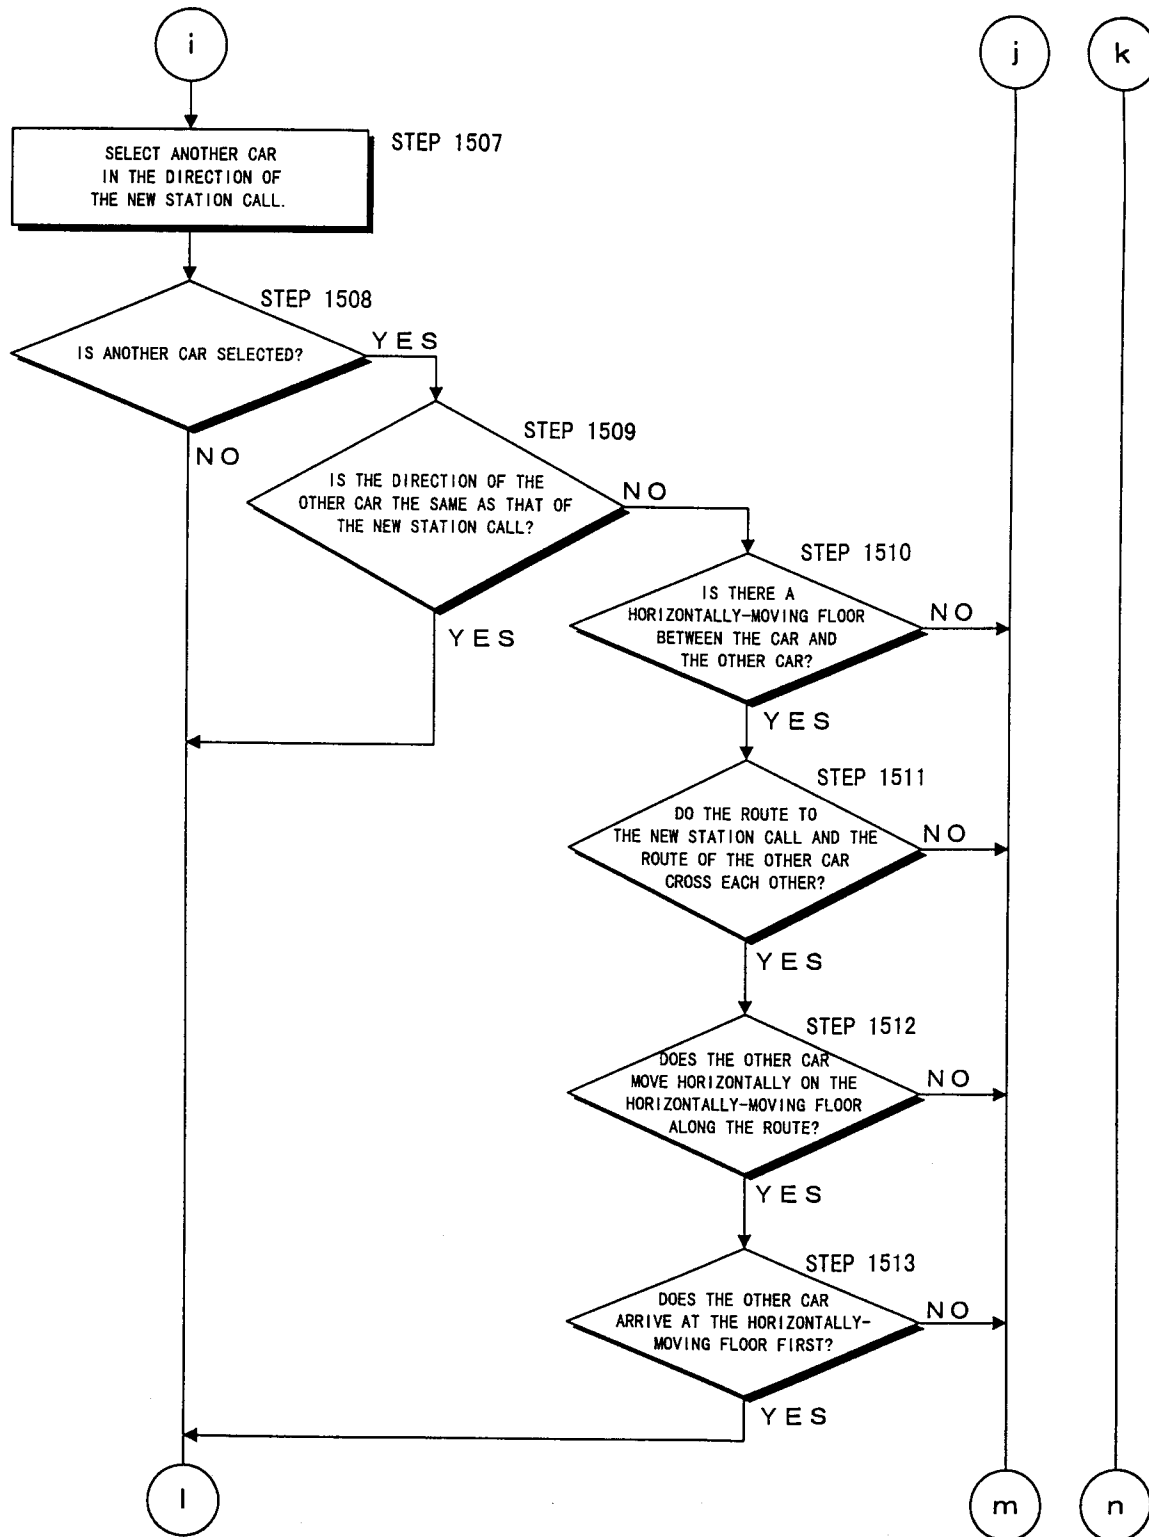 i
j
k
STEP 1507
SELECT ANOTHER CAR
IN THE DIRECTION OF
THE NEW STATION CALL.
STEP 1508
IS ANOTHER CAR SELECTED?
YES
NO
STEP 1509
IS THE DIRECTION OF THE
OTHER CAR THE SAME AS THAT OF
THE NEW STATION CALL?
NO
YES
STEP 1510
IS THERE A
HORIZONTALLY-MOVING FLOOR
BETWEEN THE CAR AND
THE OTHER CAR?
NO
YES
STEP 1511
DO THE ROUTE TO
THE NEW STATION CALL AND THE
ROUTE OF THE OTHER CAR
CROSS EACH OTHER?
NO
YES
STEP 1512
DOES THE OTHER CAR
MOVE HORIZONTALLY ON THE
HORIZONTALLY-MOVING FLOOR
ALONG THE ROUTE?
NO
YES
STEP 1513
DOES THE OTHER CAR
ARRIVE AT THE HORIZONTALLY-
MOVING FLOOR FIRST?
NO
YES
l
m
n